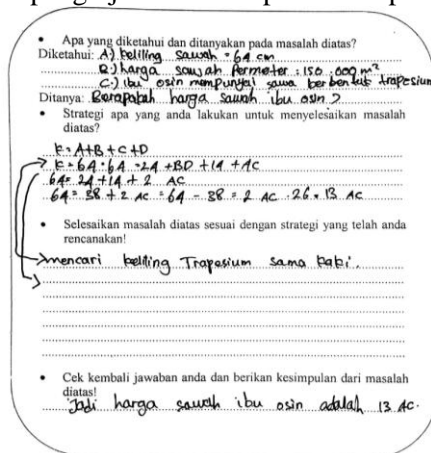 • Apa yang diketahui dan ditanyakan pada masalah diatas?
Diketahui: A) keliling sawah = 64 cm
B) harga sawah Permeter : 150.000 m²
C) ibu osin mempunyai sawa berbentuk trapesium
Ditanya: Berapakah harga sawah ibu osin ?
• Strategi apa yang anda lakukan untuk menyelesaikan masalah
diatas?
K = A+B+C+D
K = 64 . 64 = 24 + BD + 14 + AC
64 = 24 + 14 + 2 AC
64 = 38 + 2 AC = 64 - 38 = 2 AC . 26 = 13 AC
• Selesaikan masalah diatas sesuai dengan strategi yang telah anda
rencanakan!
mencari keliling Trapesium sama kaki.
• Cek kembali jawaban anda dan berikan kesimpulan dari masalah
diatas!
Jadi harga sawah ibu osin adalah 13 AC.